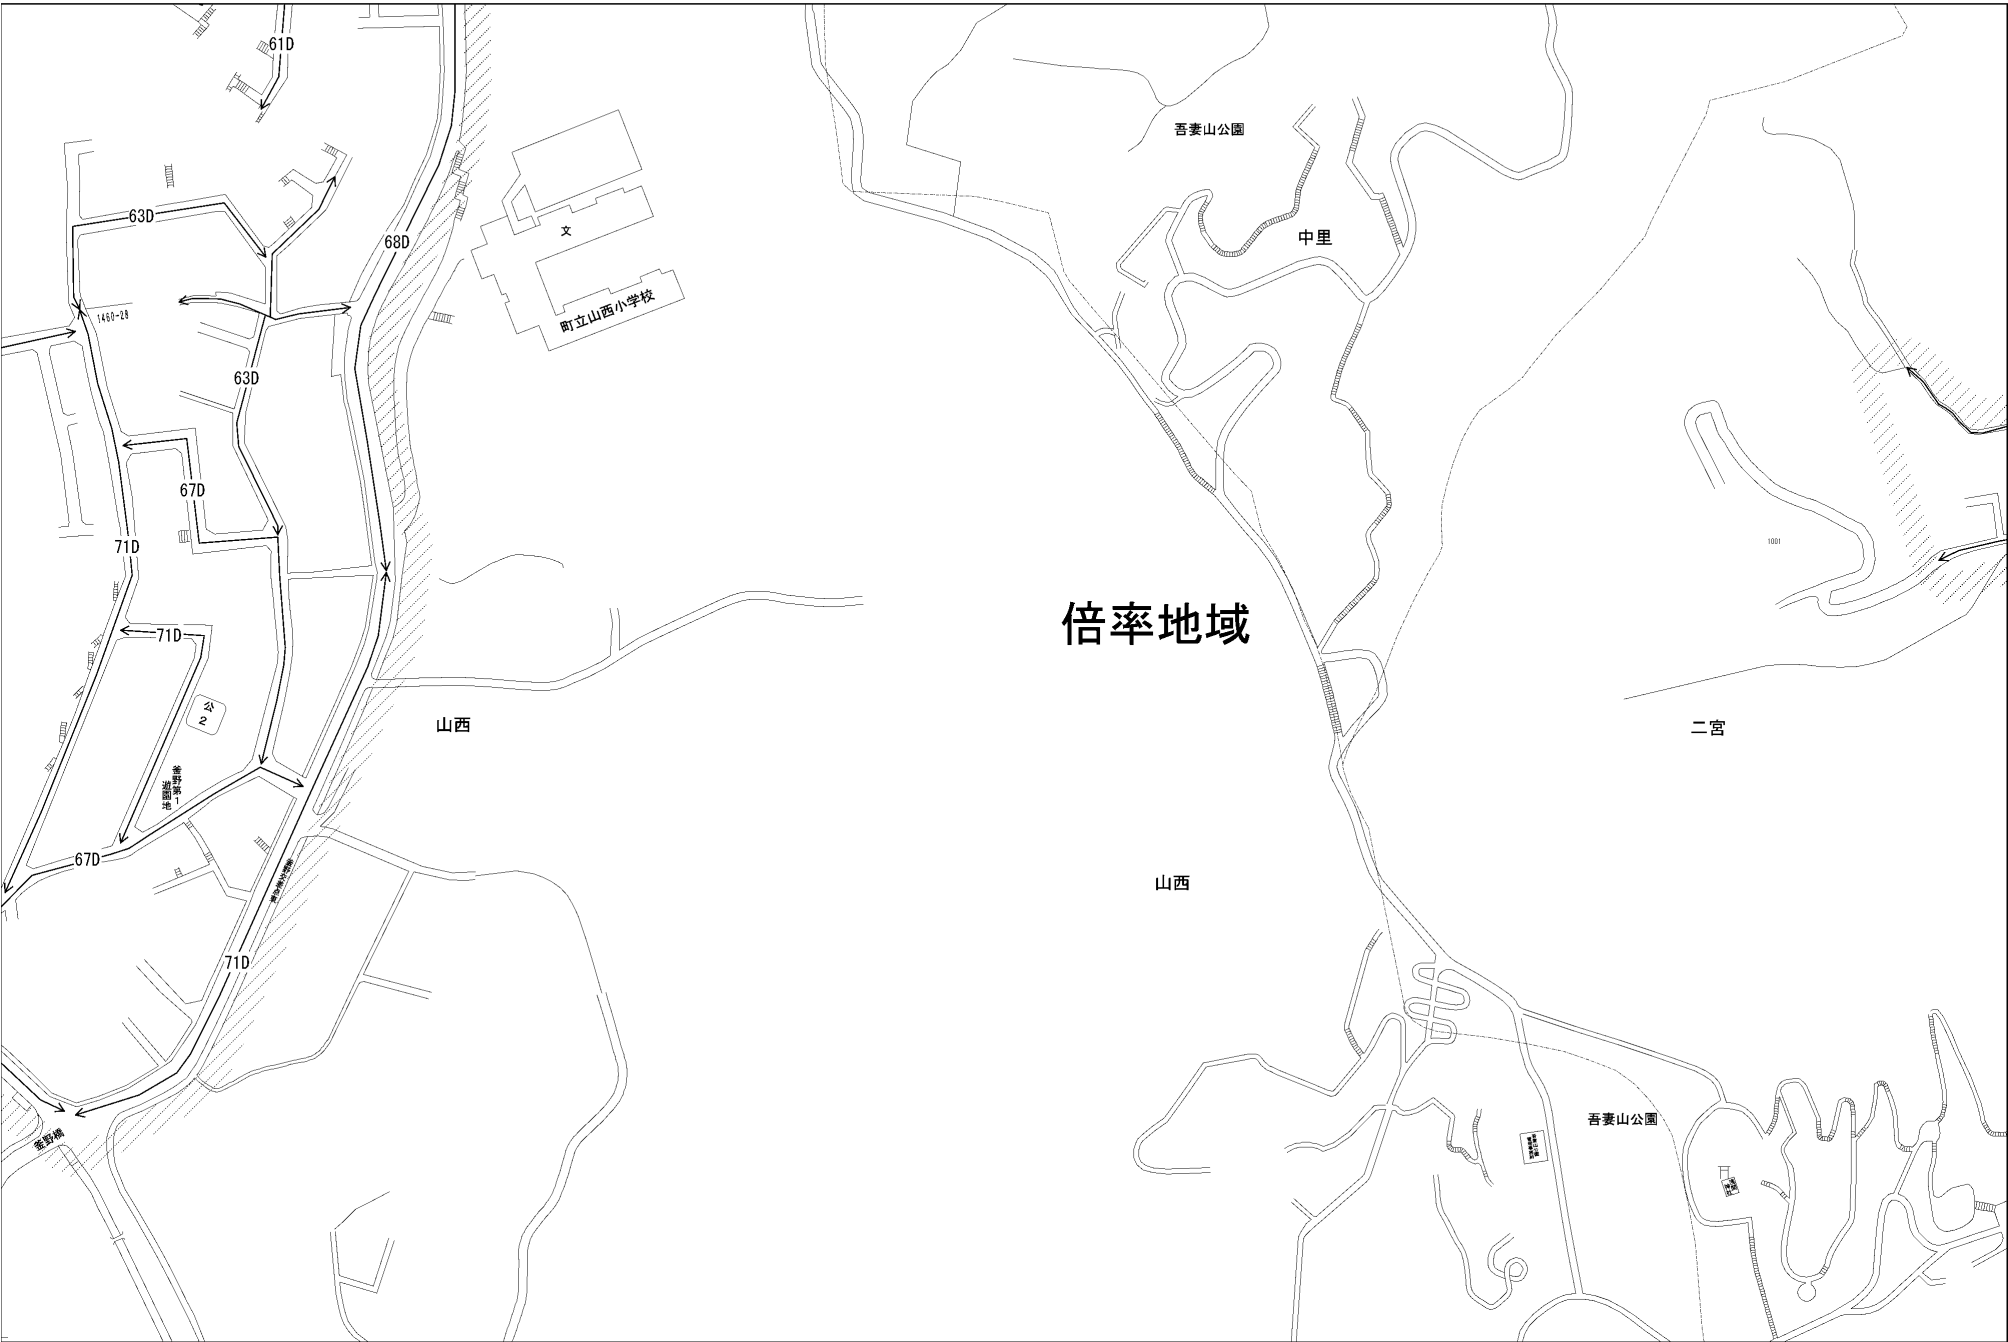 61D
吾妻山公園
63D
68D
文
中里
町立山西小学校
1460-28
63D
67D
71D
1001
倍率地域
71D
公
2
山西
二宮
釜野第1
遊園地
67D
山西
71D
吾妻山公園
釜野橋